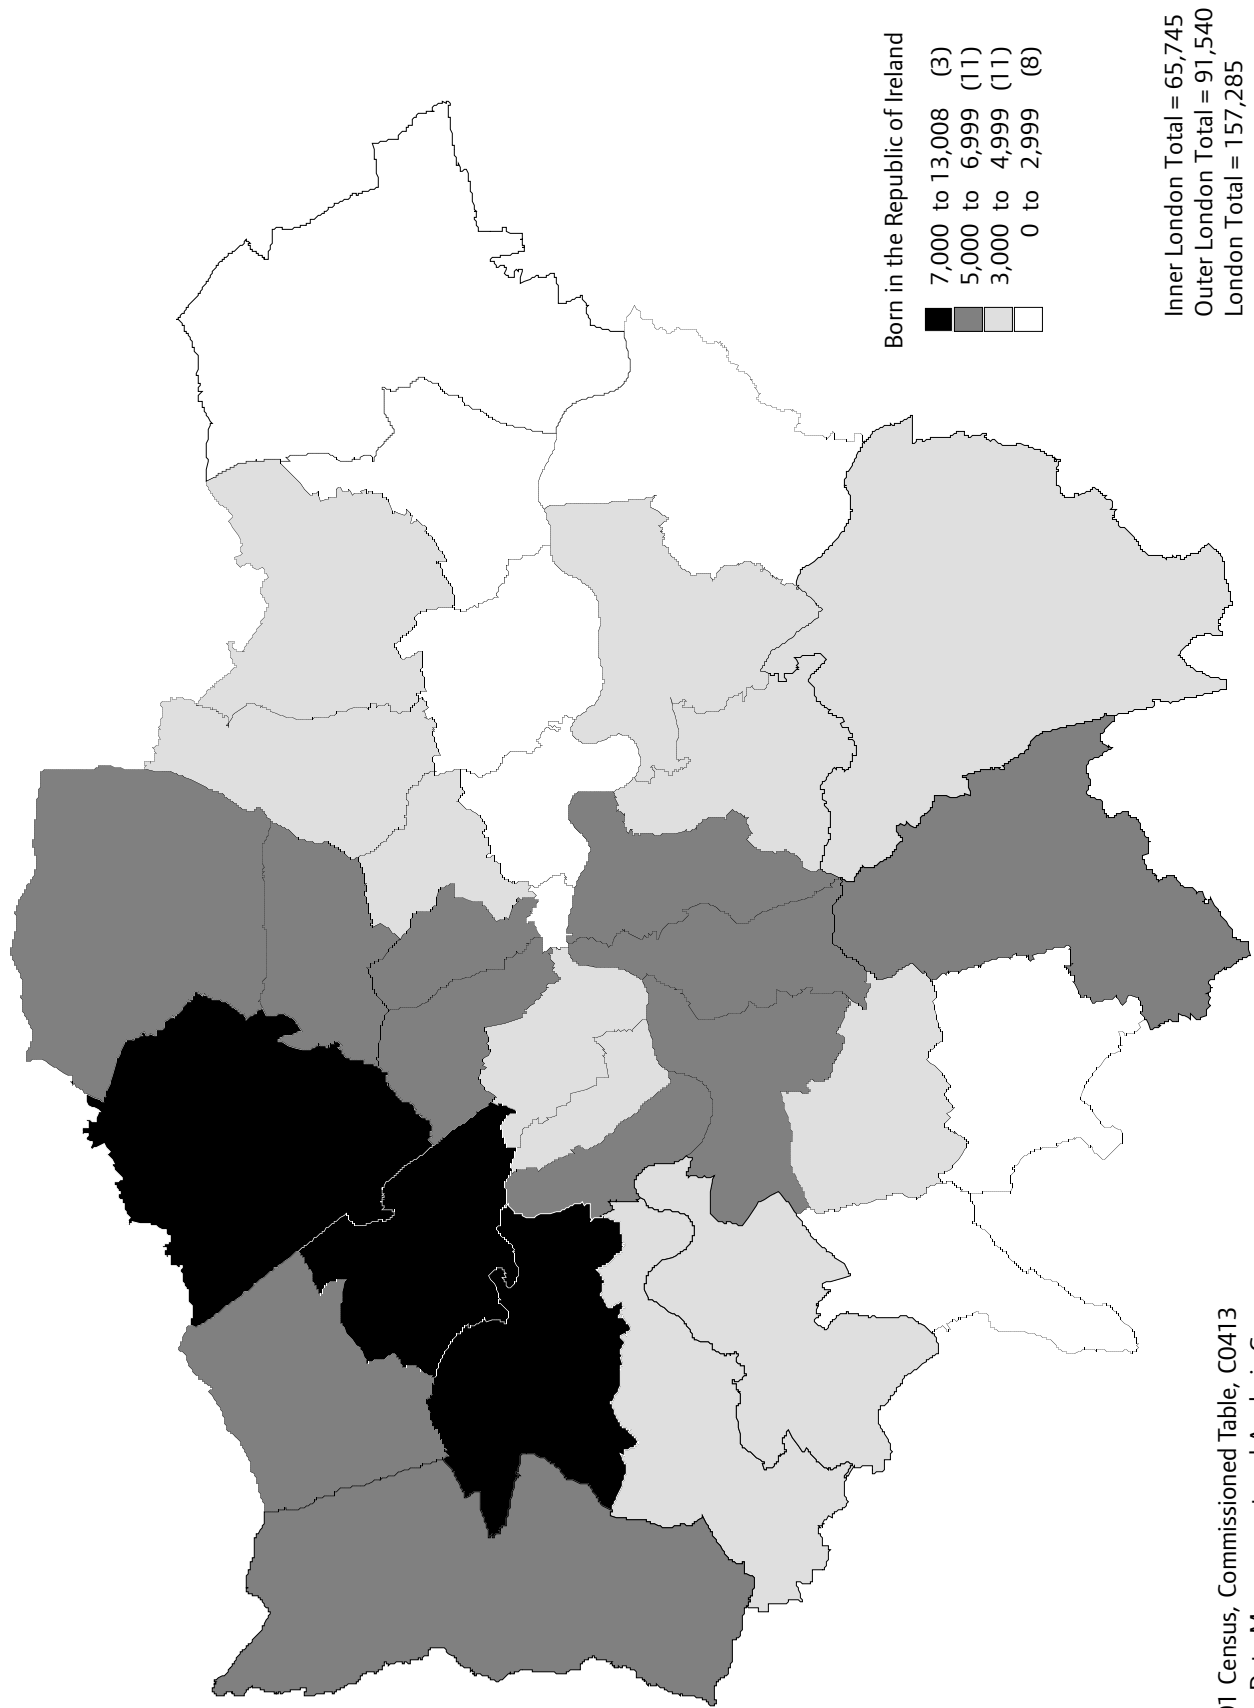 Born in the Republic of Ireland
7,000 to 13,008 (3)
5,000 to 6,999 (11)
3,000 to 4,999 (11)
0 to 2,999 (8)
Inner London Total = 65,745
Outer London Total = 91,540
London Total = 157,285
Census, Commissioned Table, C0413